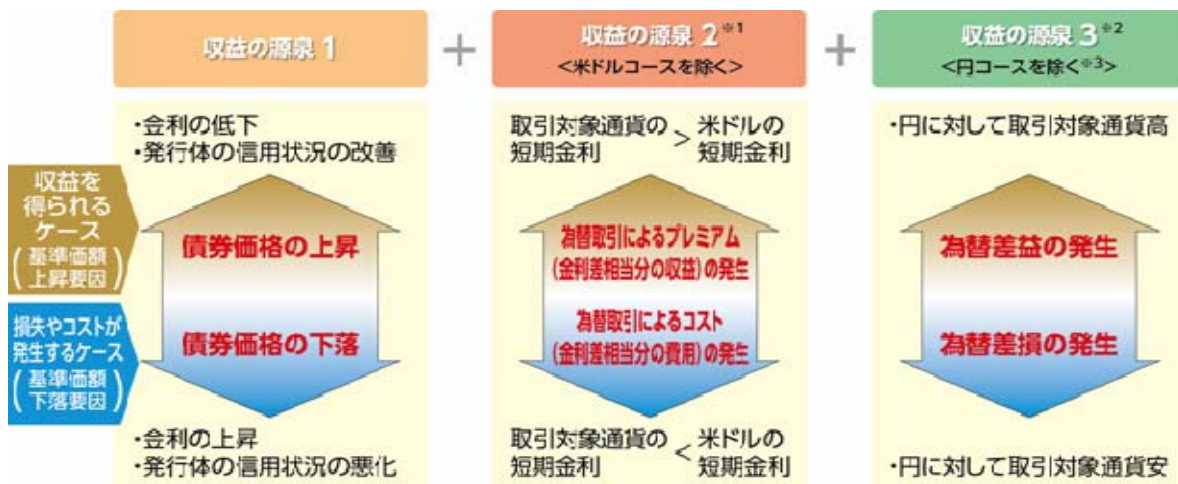 収益の源泉 1
+
収益の源泉 2※1
<米ドルコースを除く>
+
収益の源泉 3※2
<円コースを除く※3>
・金利の低下
・発行体の信用状況の改善
取引対象通貨の
短期金利
>
米ドルの
短期金利
・円に対して取引対象通貨高
収益を
得られる
ケース
(基準価額
上昇要因)
債券価格の上昇
為替取引によるプレミアム
(金利差相当分の収益)の発生
為替差益の発生
損失やコストが
発生するケース
(基準価額
下落要因)
債券価格の下落
為替取引によるコスト
(金利差相当分の費用)の発生
為替差損の発生
・金利の上昇
・発行体の信用状況の悪化
取引対象通貨の
短期金利
<
米ドルの
短期金利
・円に対して取引対象通貨安